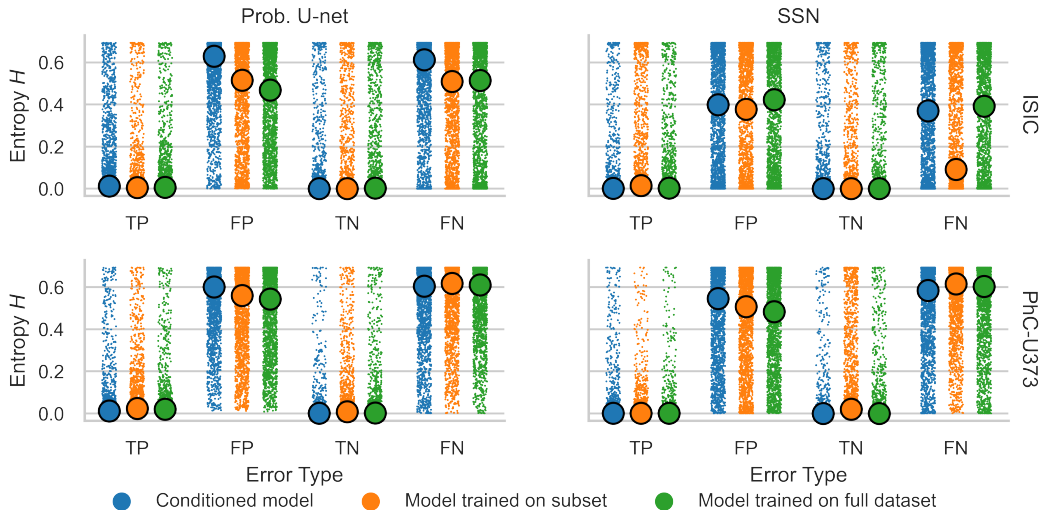 Prob. U-net
SSN
Entropy H
0.6
0.4
0.2
0.0
TP FP TN FN
TP FP TN FN
ISIC
Entropy H
0.6
0.4
0.2
0.0
TP FP TN FN
TP FP TN FN
PhC-U373
Error Type
Error Type
Conditioned model
Model trained on subset
Model trained on full dataset